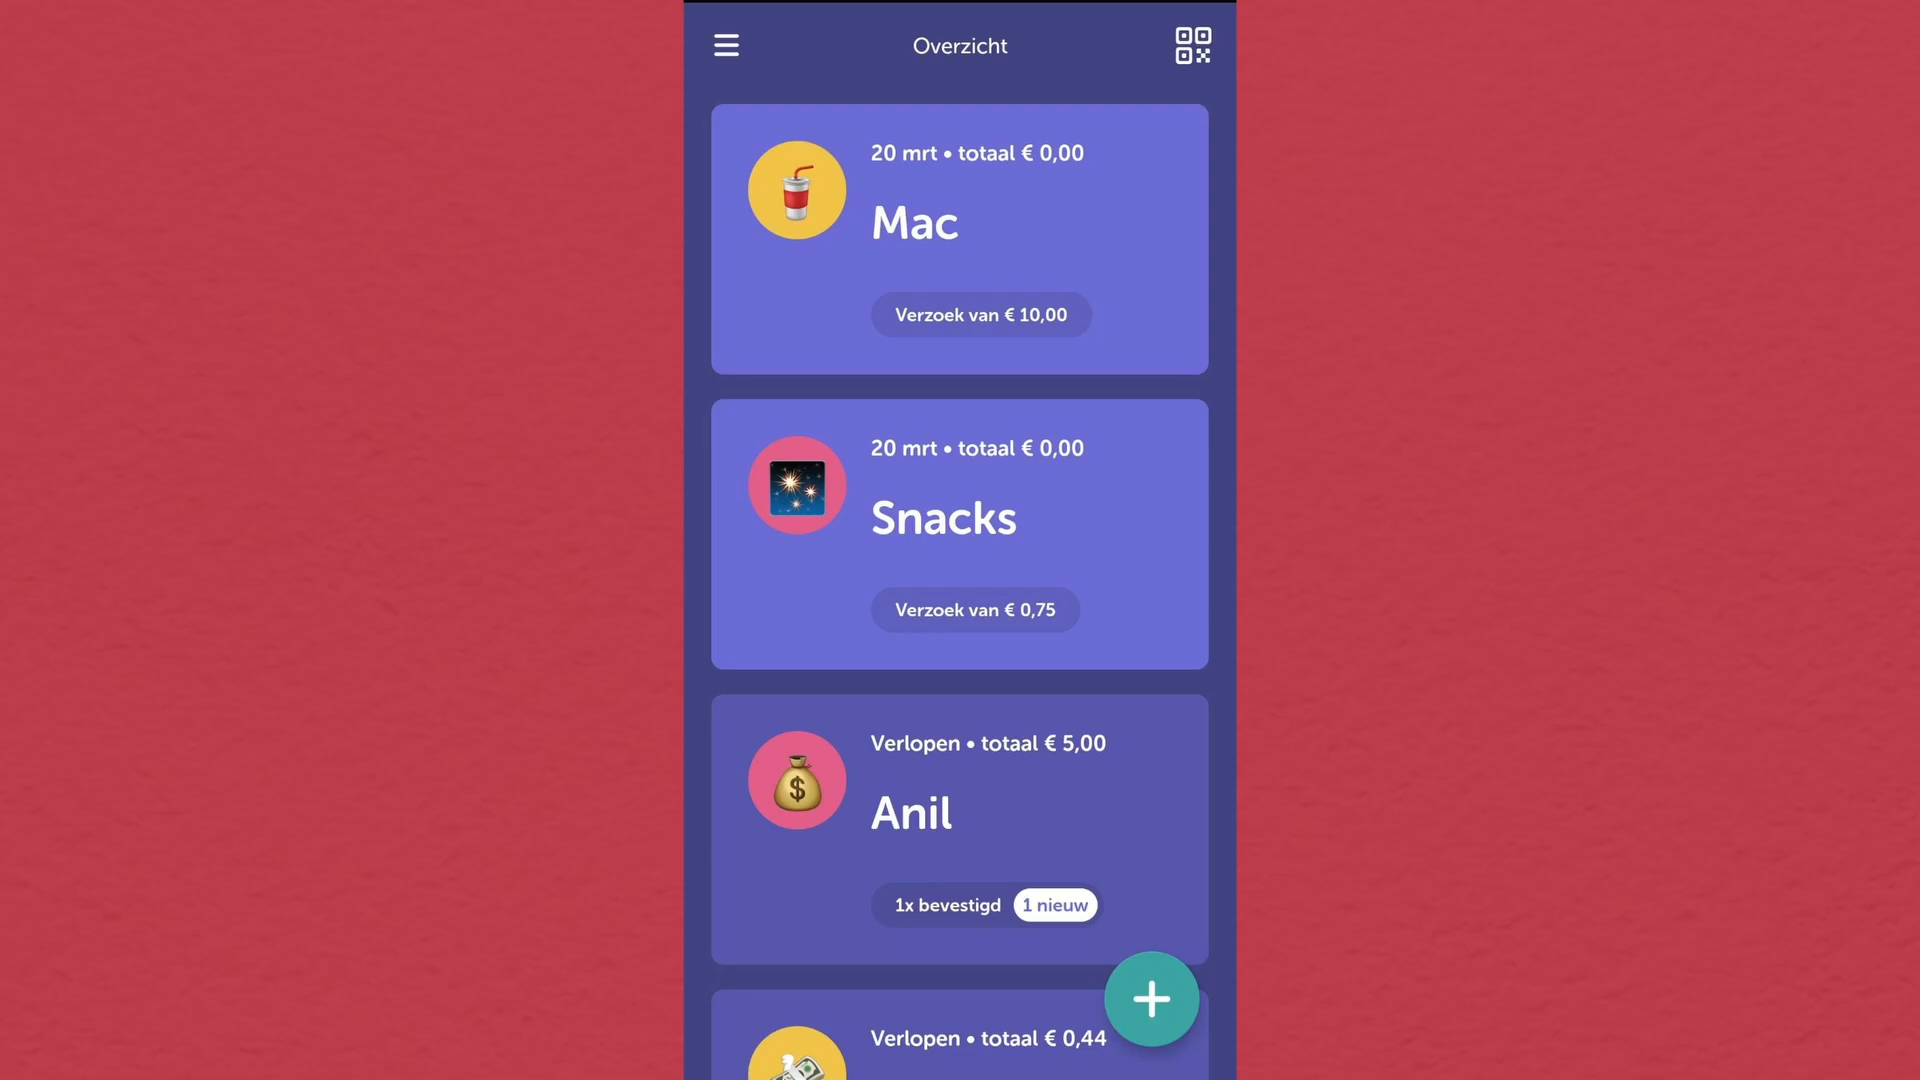 Overzicht
20 mrt • totaal € 0,00
Mac
Verzoek van € 10,00
20 mrt • totaal € 0,00
Snacks
Verzoek van € 0,75
Verlopen • totaal € 5,00
$
Anil
1x bevestigd 1 nieuw
Verlopen • totaal € 0,44